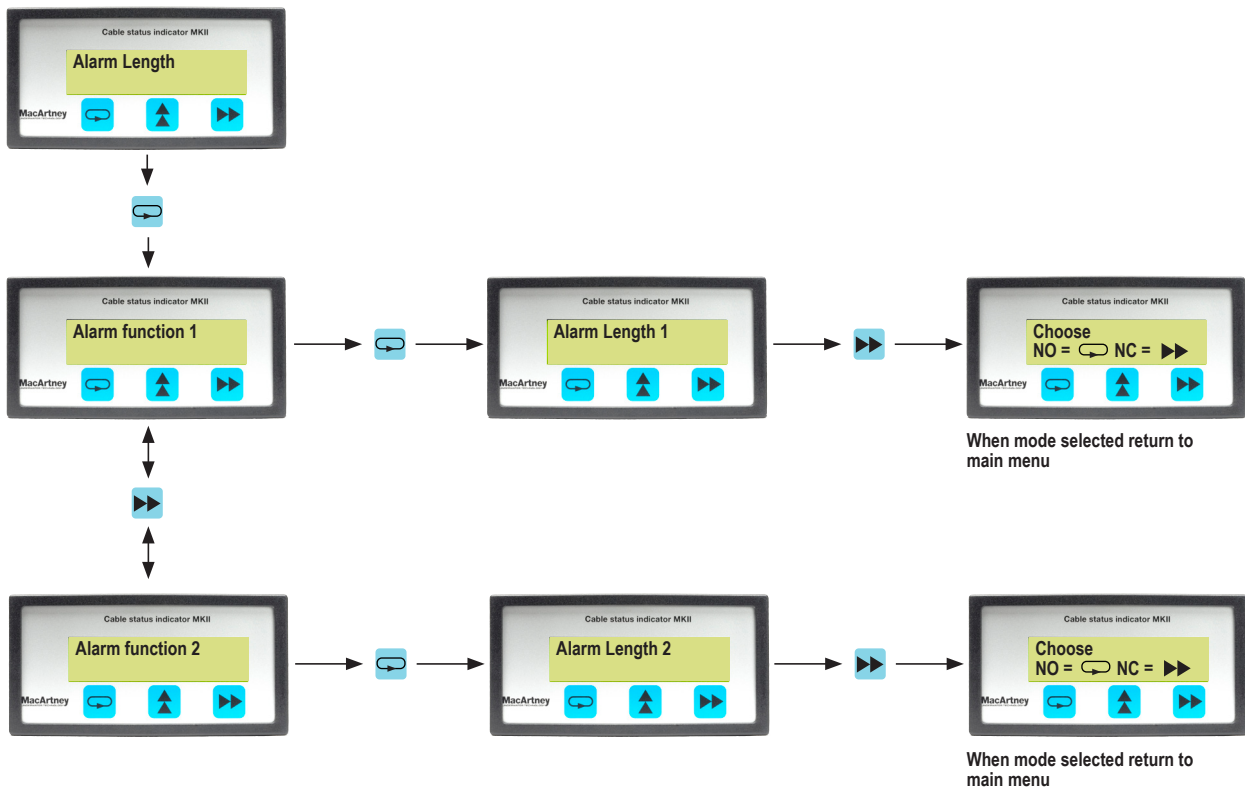 Cable status indicator MKII
Alarm Length
MacArtney
Cable status indicator MKII
Alarm function 1
MacArtney
Cable status indicator MKII
Alarm Length 1
MacArtney
Cable status indicator MKII
Choose
NO = NC =
MacArtney
When mode selected return to
main menu
Cable status indicator MKII
Alarm function 2
MacArtney
Cable status indicator MKII
Alarm Length 2
MacArtney
Cable status indicator MKII
Choose
NO = NC =
MacArtney
When mode selected return to
main menu